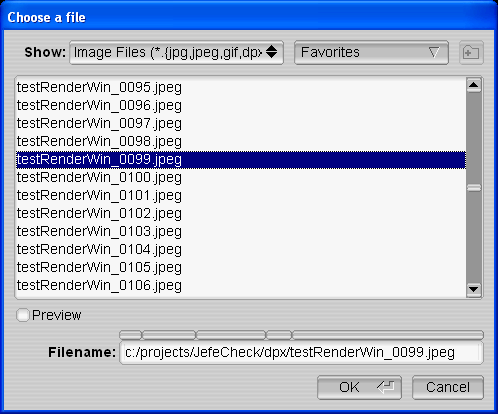 Choose a file
Show: Image Files (*.{jpg,jpeg,gif,dpx Favorites
testRenderWin_0095.jpeg
testRenderWin_0096.jpeg
testRenderWin_0097.jpeg
testRenderWin_0098.jpeg
testRenderWin_0099.jpeg
testRenderWin_0100.jpeg
testRenderWin_0101.jpeg
testRenderWin_0102.jpeg
testRenderWin_0103.jpeg
testRenderWin_0104.jpeg
testRenderWin_0105.jpeg
testRenderWin_0106.jpeg
Preview
Filename: c:/projects/JefeCheck/dpx/testRenderWin_0099.jpeg
OK Cancel